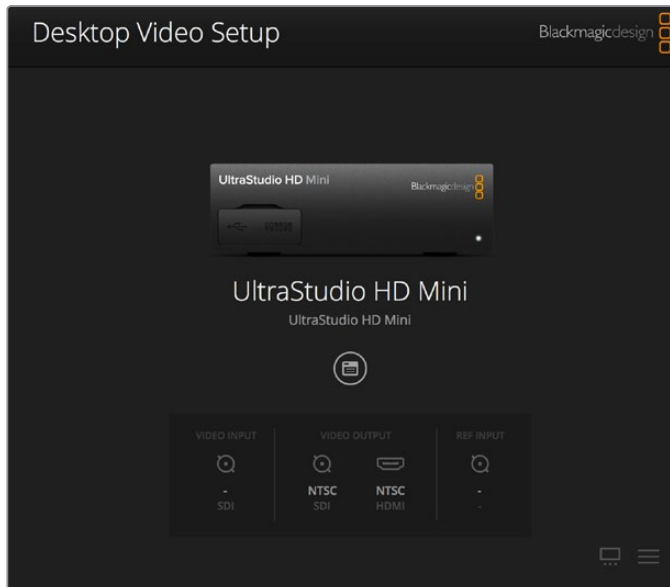 Desktop Video Setup
Blackmagicdesign
UltraStudio HD Mini
Blackmagicdesign
UltraStudio HD Mini
UltraStudio HD Mini
VIDEO INPUT
VIDEO OUTPUT
REF INPUT
-
NTSC
NTSC
-
SDI
SDI
HDMI
-